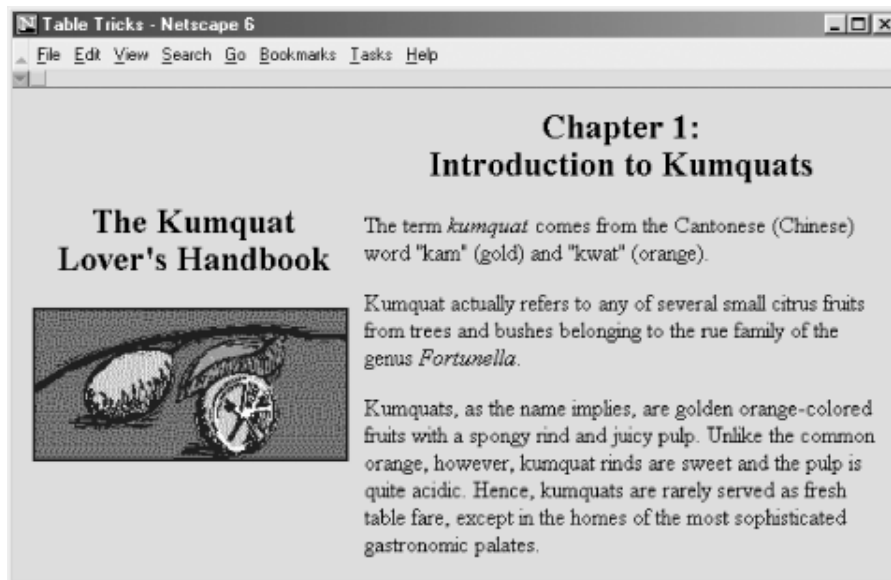 Table Tricks - Netscape 6
File Edit View Search Go Bookmarks Tasks Help
The Kumquat
Lover's Handbook
Chapter 1:
Introduction to Kumquats
The term kumquat comes from the Cantonese (Chinese)
word "kam" (gold) and "kwat" (orange).
Kumquat actually refers to any of several small citrus fruits
from trees and bushes belonging to the rue family of the
genus Fortunella.
Kumquats, as the name implies, are golden orange-colored
fruits with a spongy rind and juicy pulp. Unlike the common
orange, however, kumquat rinds are sweet and the pulp is
quite acidic. Hence, kumquats are rarely served as fresh
table fare, except in the homes of the most sophisticated
gastronomic palates.